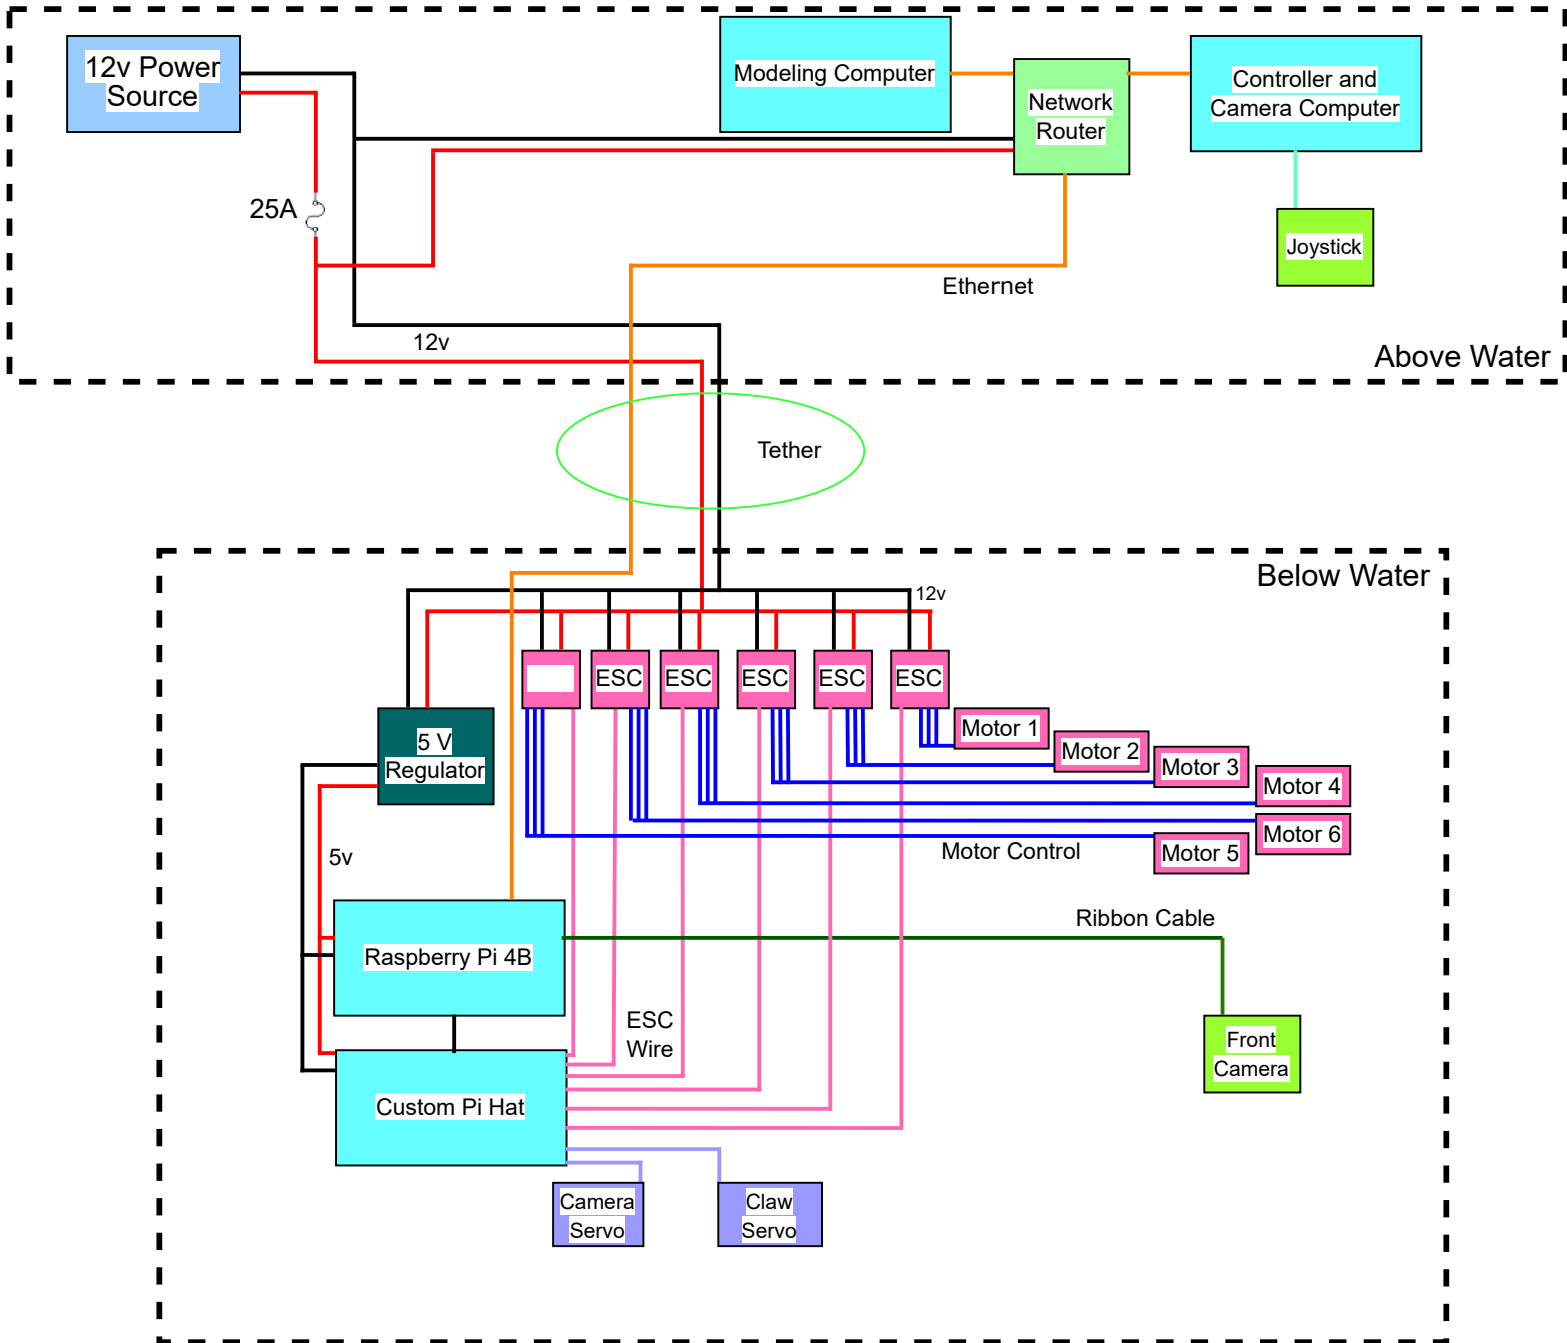 12v Power
Source
Modeling Computer
Network
Router
Controller and
Camera Computer
25A
Joystick
Ethernet
12v
Above Water
Tether
Below Water
12v
ESC
ESC
ESC
ESC
ESC
5 V
Regulator
Motor 1
Motor 2
Motor 3
Motor 4
Motor 6
Motor 5
Motor Control
5v
Ribbon Cable
Raspberry Pi 4B
ESC
Wire
Front
Camera
Custom Pi Hat
Camera
Servo
Claw
Servo